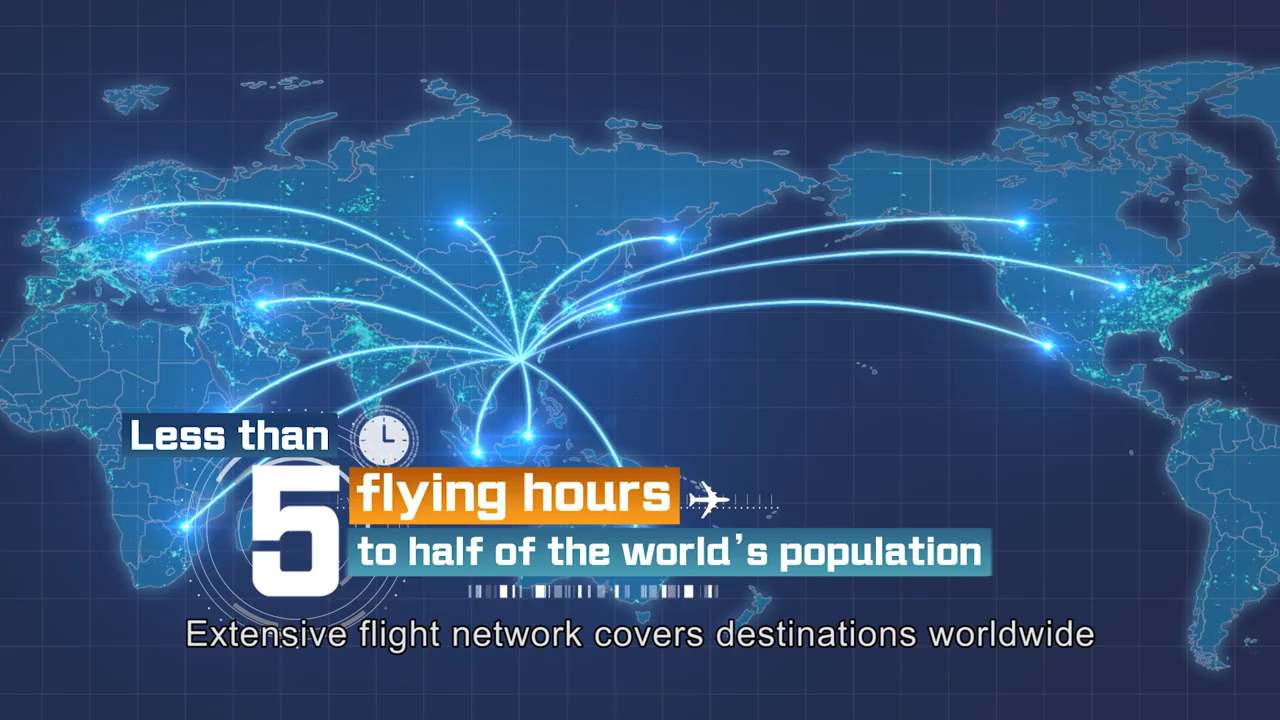 Less than
5
flying hours
to half of the world's population
Extensive flight network covers destinations worldwide